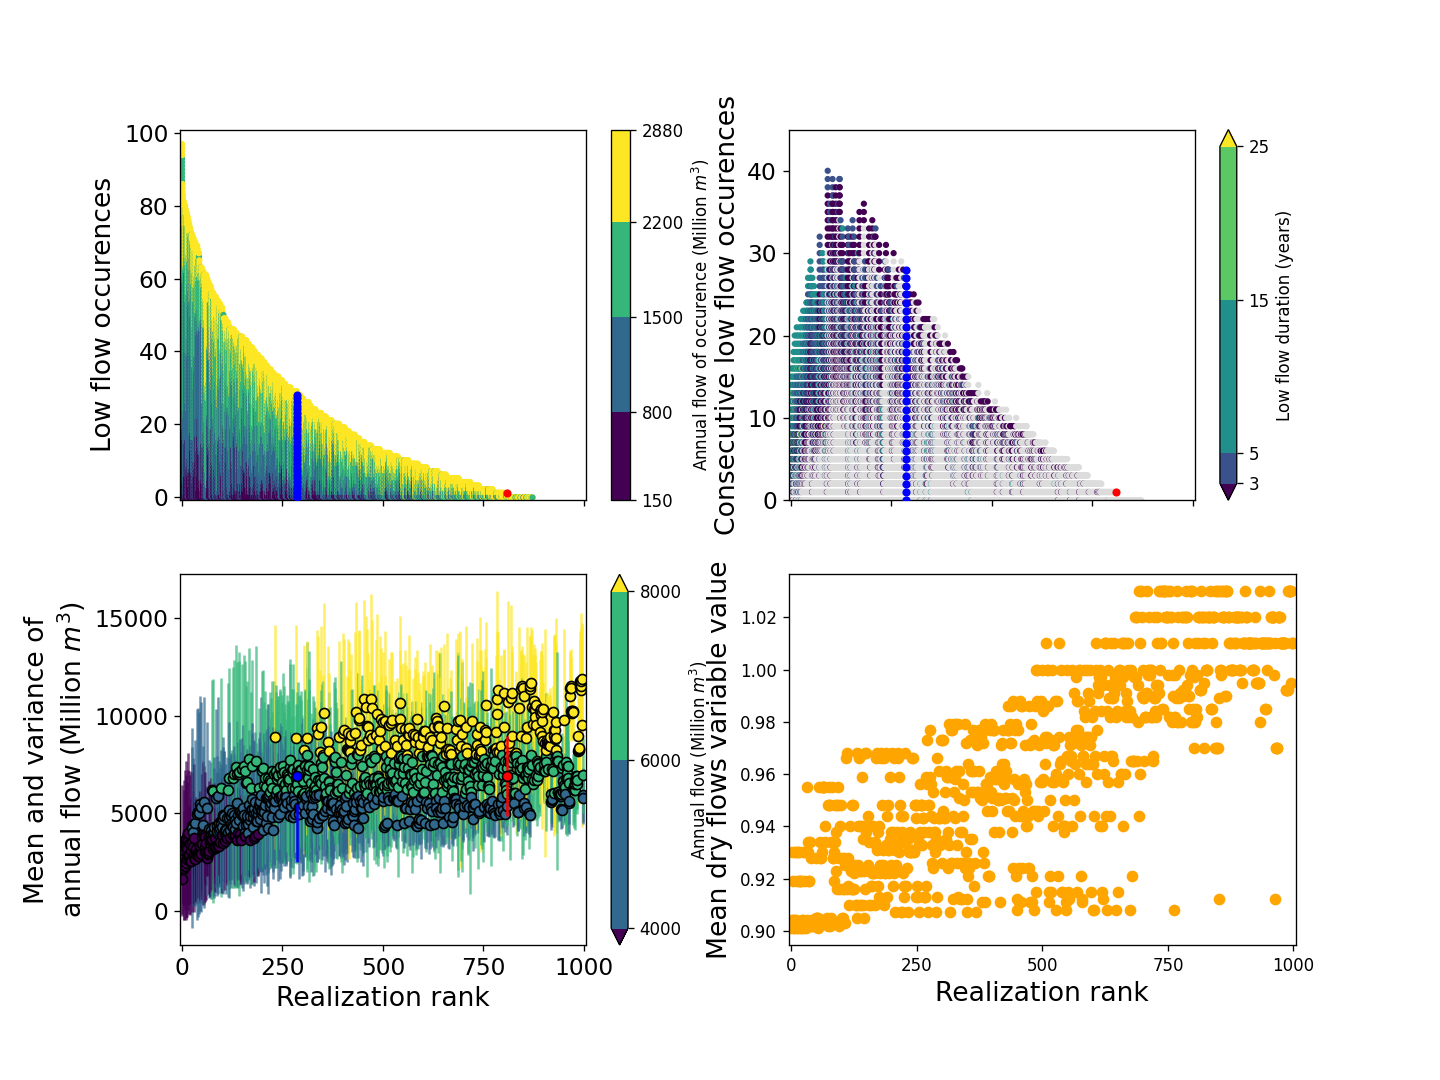 100
80
60
40
20
0
Low flow occurences
2880
2200
1500
800
150
Annual flow of occurence (Million m³)
40
30
20
10
0
Consecutive low flow occurences
25
15
5
3
Low flow duration (years)
15000
10000
5000
0
Mean and variance of
annual flow (Million m³)
0 250 500 750 1000
Realization rank
8000
6000
4000
Annual flow (Million m³)
1.02
1.00
0.98
0.96
0.94
0.92
0.90
Mean dry flows variable value
0 250 500 750 1000
Realization rank